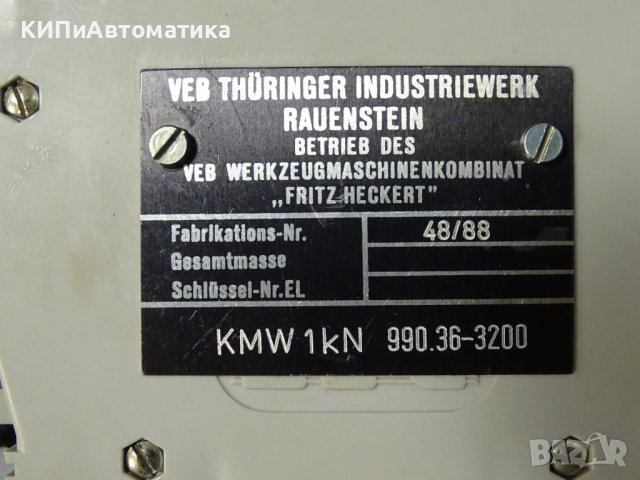 КИПиАвтоматика
VEB THÜRINGER INDUSTRIEWERK
RAUENSTEIN
BETRIEB DES
VEB WERKZEUGMASCHINENKOMBINAT
„FRITZ HECKERT"
Fabrikations-Nr. 48/88
Gesamtmasse
Schlüssel-Nr.EL
KMW 1kN 990.36-3200
BAZAR